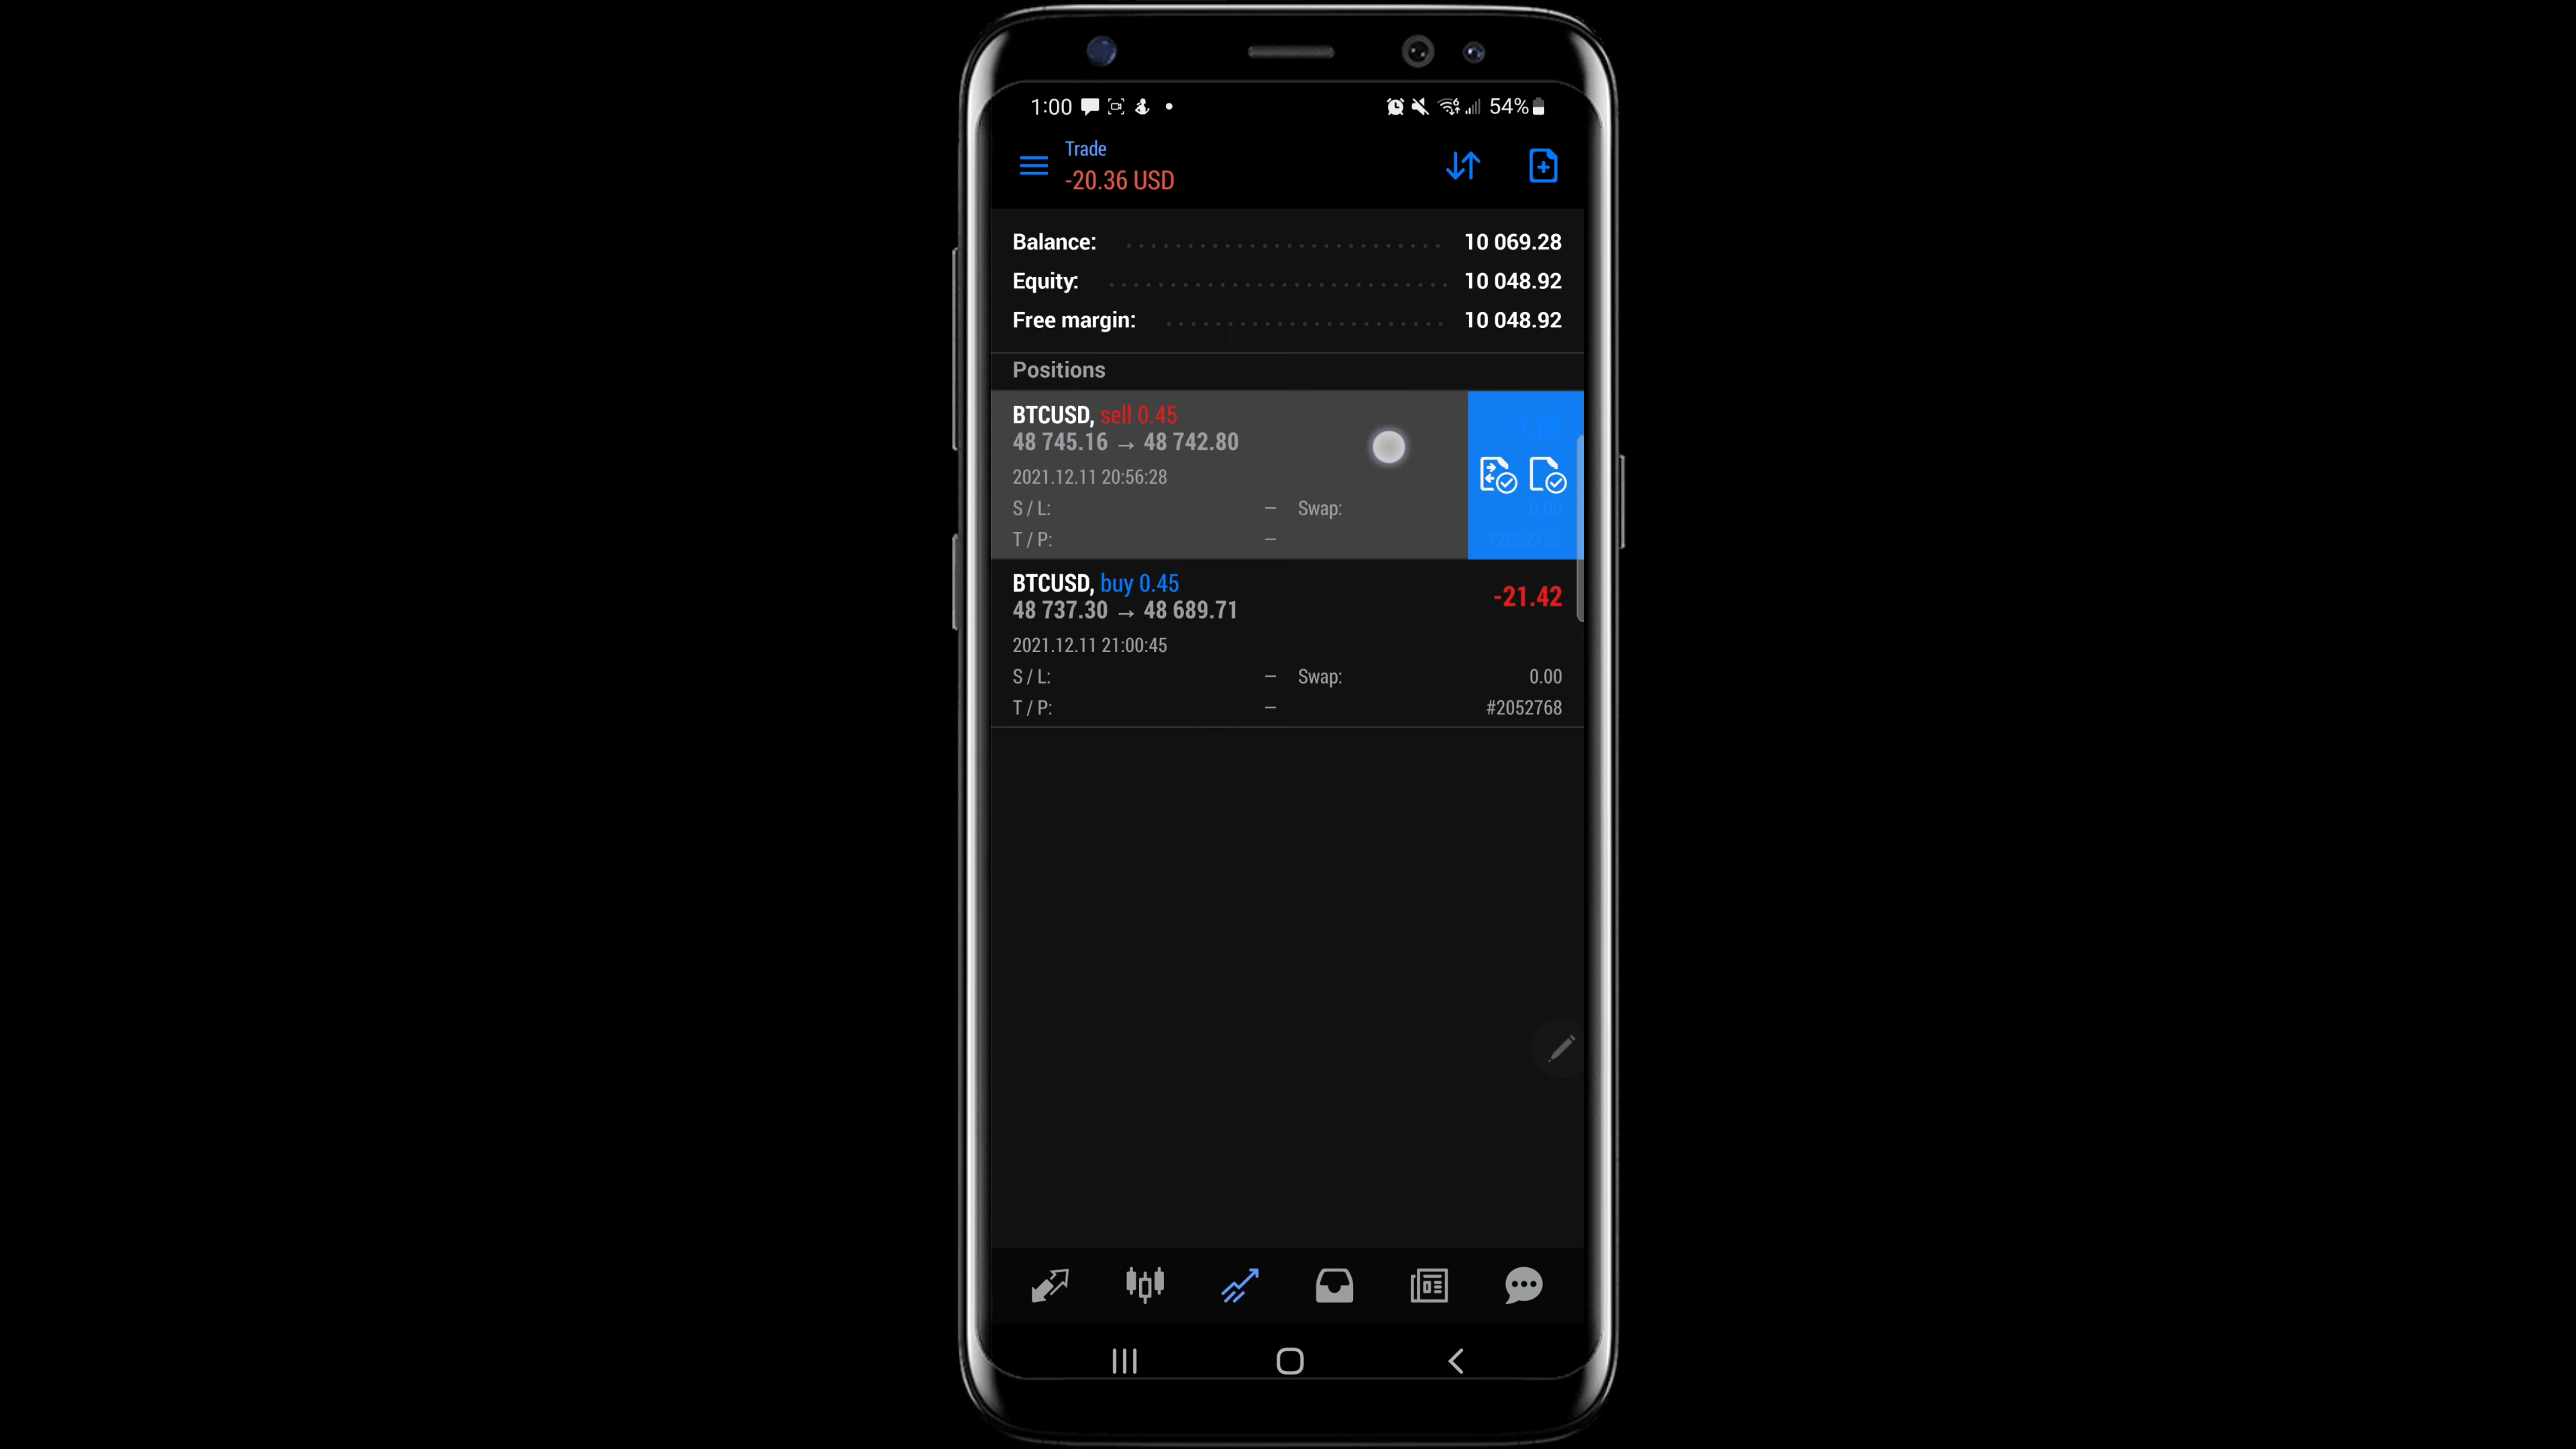 1:00 54%
Trade
-20.36 USD
Balance: 10 069.28
Equity: 10 048.92
Free margin: 10 048.92
Positions
BTCUSD, sell 0.45
48 745.16 → 48 742.80
2021.12.11 20:56:28
S / L: – Swap: 0.00
T / P: –
BTCUSD, buy 0.45
-21.42
48 737.30 → 48 689.71
2021.12.11 21:00:45
S / L: – Swap: 0.00
T / P: – #2052768